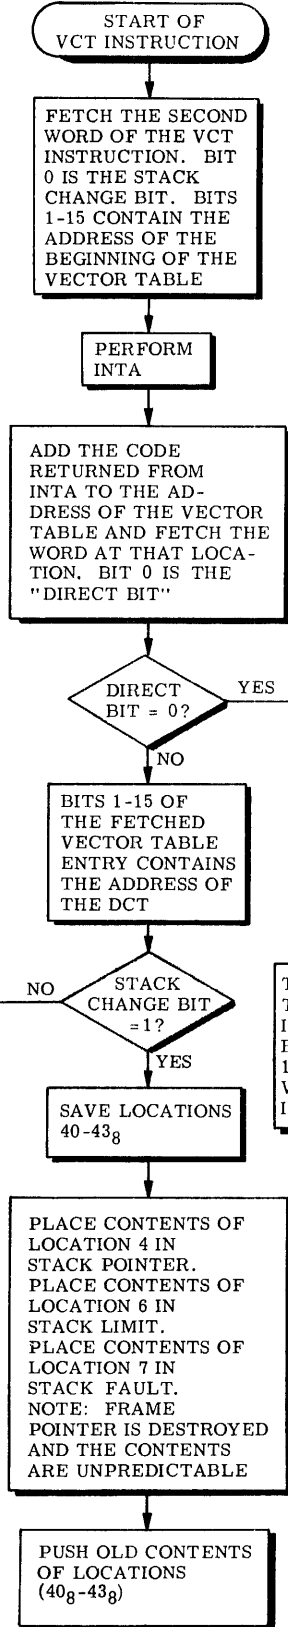 START OF
VCT INSTRUCTION
FETCH THE SECOND
WORD OF THE VCT
INSTRUCTION. BIT
0 IS THE STACK
CHANGE BIT. BITS
1-15 CONTAIN THE
ADDRESS OF THE
BEGINNING OF THE
VECTOR TABLE
PERFORM
INTA
ADD THE CODE
RETURNED FROM
INTA TO THE AD-
DRESS OF THE VECTOR
TABLE AND FETCH THE
WORD AT THAT LOCA-
TION. BIT 0 IS THE
"DIRECT BIT"
DIRECT
BIT = 0?
YES
NO
BITS 1-15 OF
THE FETCHED
VECTOR TABLE
ENTRY CONTAINS
THE ADDRESS OF
THE DCT
NO
STACK
CHANGE BIT
=1?
YES
SAVE LOCATIONS
40-43₈
PLACE CONTENTS OF
LOCATION 4 IN
STACK POINTER.
PLACE CONTENTS OF
LOCATION 6 IN
STACK LIMIT.
PLACE CONTENTS OF
LOCATION 7 IN
STACK FAULT.
NOTE: FRAME
POINTER IS DESTROYED
AND THE CONTENTS
ARE UNPREDICTABLE
PUSH OLD CONTENTS
OF LOCATIONS
(40₈-43₈)